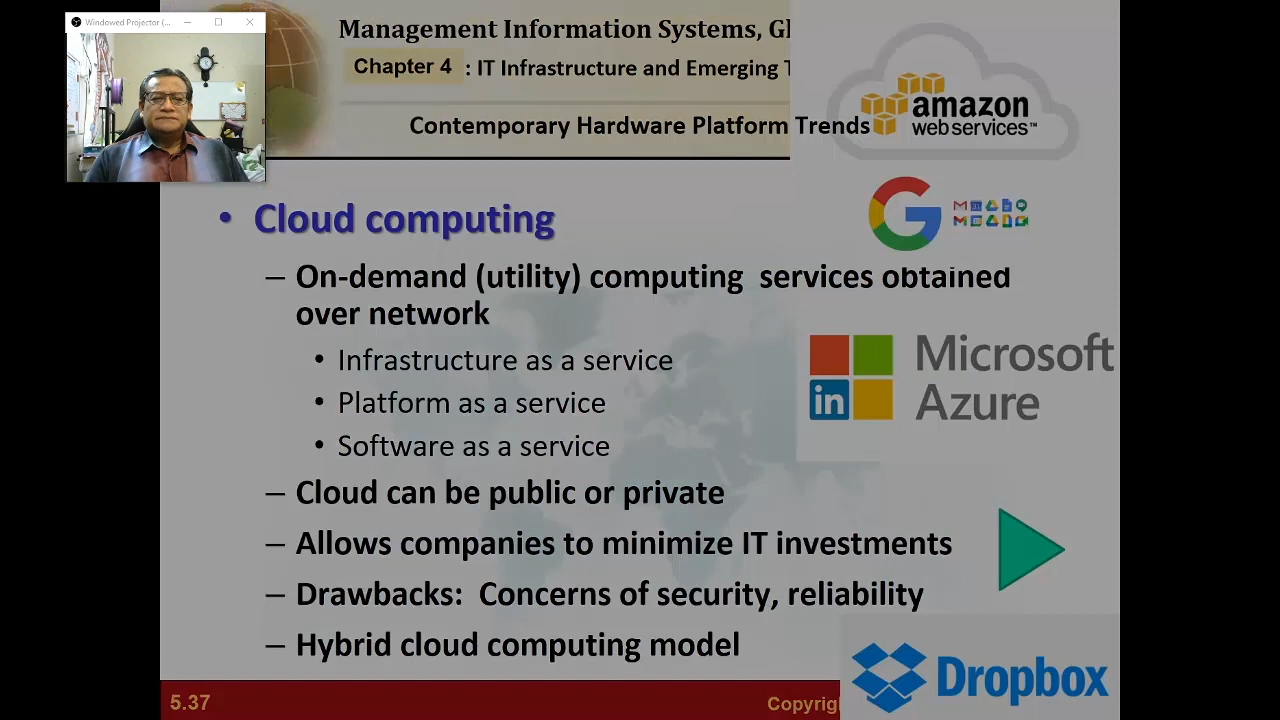 Windowed Projector (...
Management Information Systems, Gl
Chapter 4 : IT Infrastructure and Emerging T
Contemporary Hardware Platform Trends
amazon
web services™
• Cloud computing
– On-demand (utility) computing services obtained
over network
• Infrastructure as a service
• Platform as a service
• Software as a service
Microsoft
Azure
in
– Cloud can be public or private
– Allows companies to minimize IT investments
– Drawbacks: Concerns of security, reliability
– Hybrid cloud computing model
Dropbox
5.37
Copyrig